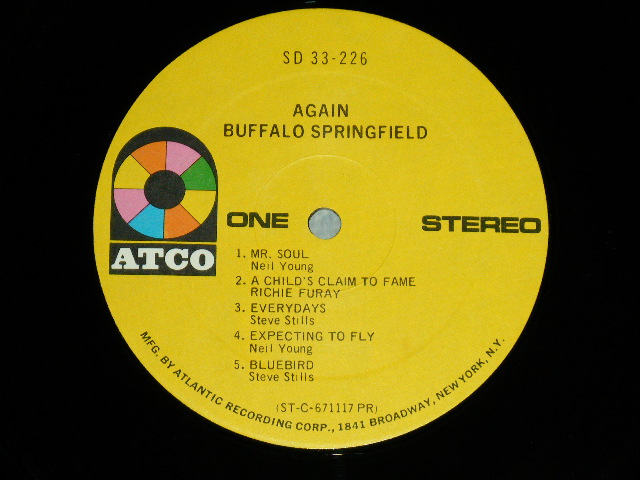 SD 33-226
AGAIN
BUFFALO SPRINGFIELD
ATCO
ONE
STEREO
1. MR. SOUL
Neil Young
2. A CHILD'S CLAIM TO FAME
RICHIE FURAY
3. EVERYDAYS
Steve Stills
4. EXPECTING TO FLY
Neil Young
5. BLUEBIRD
Steve Stills
(ST-C-671117 PR)
MFG. BY ATLANTIC RECORDING CORP., 1841 BROADWAY, NEW YORK, N.Y.